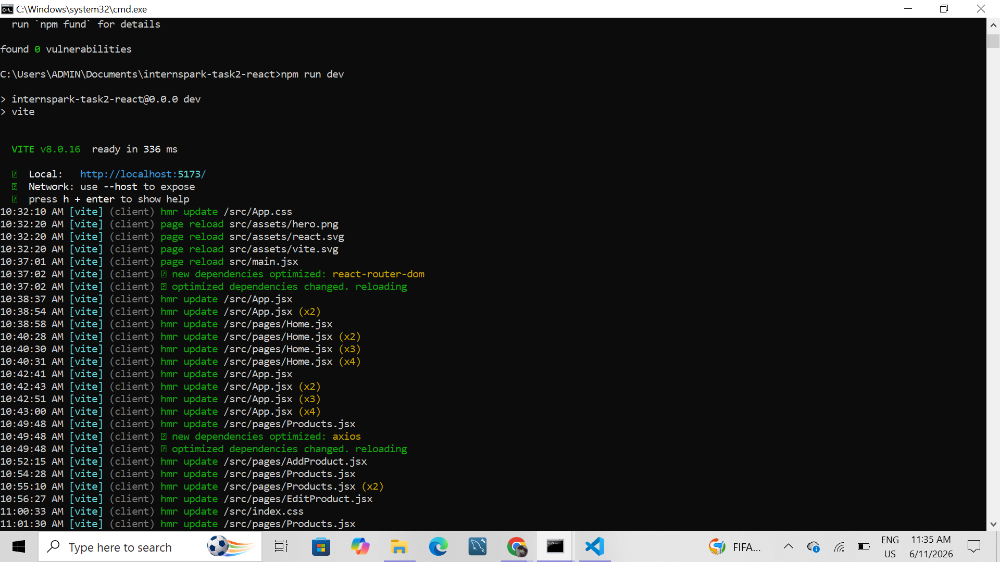 C:\Windows\system32\cmd.exe
run `npm fund` for details
found 0 vulnerabilities
C:\Users\ADMIN\Documents\internspark-task2-react>npm run dev
> internspark-task2-react@0.0.0 dev
> vite
VITE v8.0.16  ready in 336 ms
Local:   http://localhost:5173/
Network: use --host to expose
press h + enter to show help
10:32:10 AM [vite] (client) hmr update /src/App.css
10:32:20 AM [vite] (client) page reload src/assets/hero.png
10:32:20 AM [vite] (client) page reload src/assets/react.svg
10:32:20 AM [vite] (client) page reload src/assets/vite.svg
10:37:01 AM [vite] (client) page reload src/main.jsx
10:37:02 AM [vite] (client) new dependencies optimized: react-router-dom
10:37:02 AM [vite] (client) optimized dependencies changed. reloading
10:38:37 AM [vite] (client) hmr update /src/App.jsx
10:38:54 AM [vite] (client) hmr update /src/App.jsx (x2)
10:38:58 AM [vite] (client) hmr update /src/pages/Home.jsx
10:40:28 AM [vite] (client) hmr update /src/pages/Home.jsx (x2)
10:40:30 AM [vite] (client) hmr update /src/pages/Home.jsx (x3)
10:40:31 AM [vite] (client) hmr update /src/pages/Home.jsx (x4)
10:42:41 AM [vite] (client) hmr update /src/App.jsx
10:42:43 AM [vite] (client) hmr update /src/App.jsx (x2)
10:42:51 AM [vite] (client) hmr update /src/App.jsx (x3)
10:43:00 AM [vite] (client) hmr update /src/App.jsx (x4)
10:49:48 AM [vite] (client) hmr update /src/pages/Products.jsx
10:49:48 AM [vite] (client) new dependencies optimized: axios
10:49:48 AM [vite] (client) optimized dependencies changed. reloading
10:52:15 AM [vite] (client) hmr update /src/pages/AddProduct.jsx
10:54:28 AM [vite] (client) hmr update /src/pages/Products.jsx
10:55:10 AM [vite] (client) hmr update /src/pages/Products.jsx (x2)
10:56:27 AM [vite] (client) hmr update /src/pages/EditProduct.jsx
11:00:33 AM [vite] (client) hmr update /src/index.css
11:01:30 AM [vite] (client) hmr update /src/pages/Products.jsx
Type here to search
FIFA...
ENG
US
11:35 AM
6/11/2026